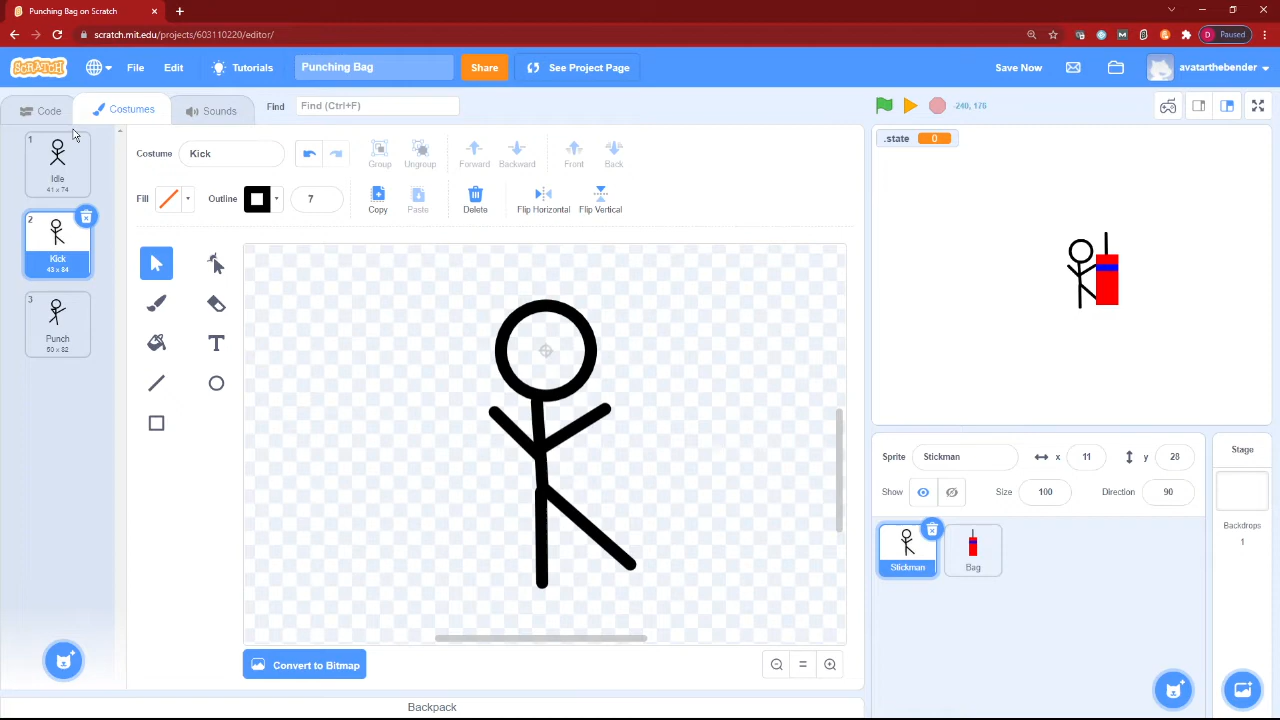 Punching Bag on Scratch
scratch.mit.edu/projects/603110220/editor/
D Paused
SCRATCH File Edit Tutorials Punching Bag Share See Project Page Save Now avatarthebender
Code Costumes Sounds Find Find (Ctrl+F) -240, 176
Costume Kick Group Ungroup Forward Backward Front Back
Fill Outline 7 Copy Paste Delete Flip Horizontal Flip Vertical
1
Idle
41 x 74
2
Kick
43 x 84
3
Punch
50 x 82
Convert to Bitmap
Backpack
.state 0
Sprite Stickman x 11 y 28
Show Size 100 Direction 90
Stickman
Bag
Stage
Backdrops
1